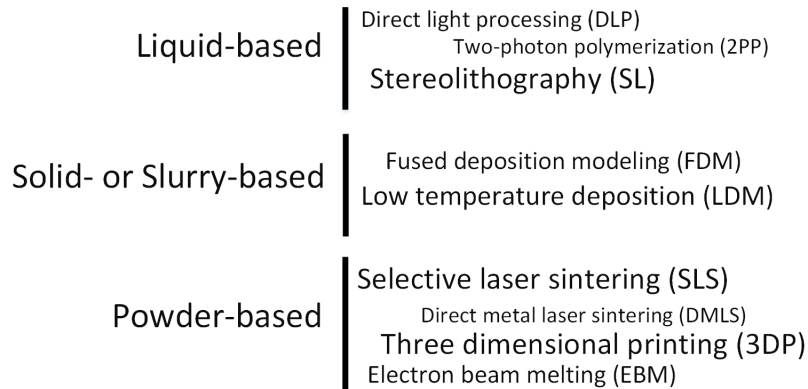 Liquid-based
Direct light processing (DLP)
Two-photon polymerization (2PP)
Stereolithography (SL)
Solid- or Slurry-based
Fused deposition modeling (FDM)
Low temperature deposition (LDM)
Powder-based
Selective laser sintering (SLS)
Direct metal laser sintering (DMLS)
Three dimensional printing (3DP)
Electron beam melting (EBM)